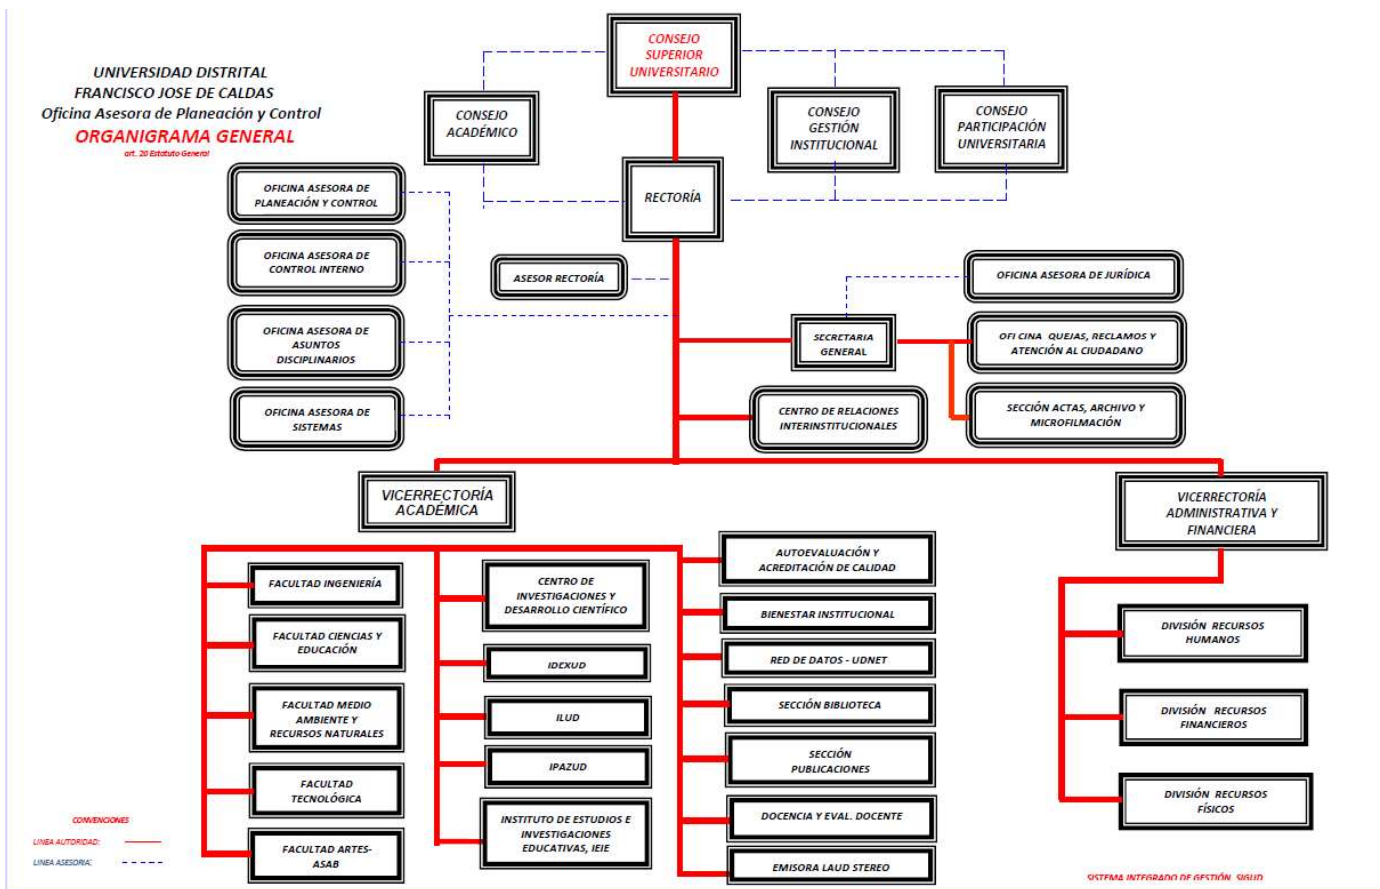 UNIVERSIDAD DISTRITAL
FRANCISCO JOSE DE CALDAS
Oficina Asesora de Planeación y Control
ORGANIGRAMA GENERAL
art. 20 Estatuto General
CONSEJO
SUPERIOR
UNIVERSITARIO
CONSEJO
ACADÉMICO
CONSEJO
GESTIÓN
INSTITUCIONAL
CONSEJO
PARTICIPACIÓN
UNIVERSITARIA
RECTORÍA
OFICINA ASESORA DE
PLANEACIÓN Y CONTROL
OFICINA ASESORA DE
CONTROL INTERNO
OFICINA ASESORA DE
ASUNTOS
DISCIPLINARIOS
OFICINA ASESORA DE
SISTEMAS
ASESOR RECTORÍA
SECRETARIA
GENERAL
CENTRO DE RELACIONES
INTERINSTITUCIONALES
OFICINA ASESORA DE JURÍDICA
OFI CINA QUEJAS, RECLAMOS Y
ATENCIÓN AL CIUDADANO
SECCIÓN ACTAS, ARCHIVO Y
MICROFILMACIÓN
VICERRECTORÍA
ACADÉMICA
VICERRECTORÍA
ADMINISTRATIVA Y
FINANCIERA
FACULTAD INGENIERÍA
FACULTAD CIENCIAS Y
EDUCACIÓN
FACULTAD MEDIO
AMBIENTE Y
RECURSOS NATURALES
FACULTAD
TECNOLÓGICA
FACULTAD ARTES-
ASAB
CENTRO DE
INVESTIGACIONES Y
DESARROLLO CIENTÍFICO
IDEXUD
ILUD
IPAZUD
INSTITUTO DE ESTUDIOS E
INVESTIGACIONES
EDUCATIVAS, IEIE
AUTOEVALUACIÓN Y
ACREDITACIÓN DE CALIDAD
BIENESTAR INSTITUCIONAL
RED DE DATOS - UDNET
SECCIÓN BIBLIOTECA
SECCIÓN
PUBLICACIONES
DOCENCIA Y EVAL. DOCENTE
EMISORA LAUD STEREO
DIVISIÓN RECURSOS
HUMANOS
DIVISIÓN RECURSOS
FINANCIEROS
DIVISIÓN RECURSOS
FÍSICOS
CONVENCIONES
LINEA AUTORIDAD:
LINEA ASESORIA:
SISTEMA INTEGRADO DE GESTIÓN SIGUD